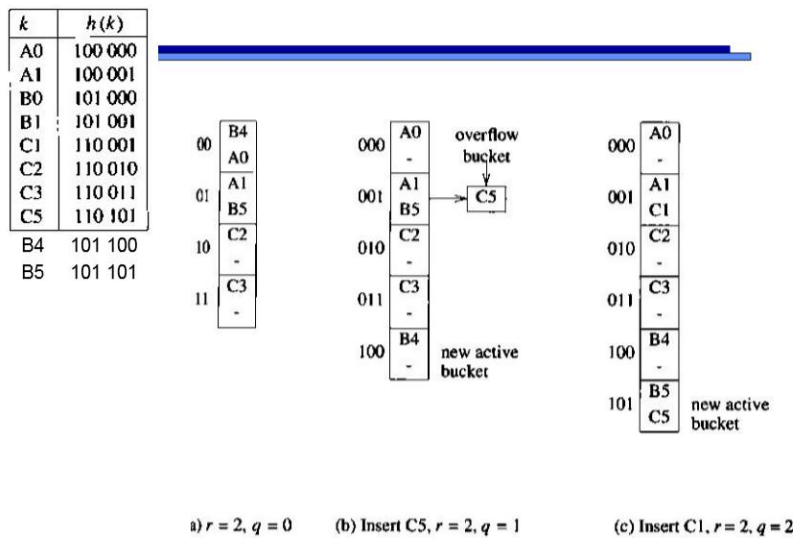 k h(k)
A0 100 000
A1 100 001
B0 101 000
B1 101 001
C1 110 001
C2 110 010
C3 110 011
C5 110 101
B4 101 100
B5 101 101
00 B4
A0
01 A1
B5
10 C2
-
11 C3
-
000 A0
-
001 A1
B5
010 C2
-
011 C3
-
100 B4
-
overflow
bucket
C5
new active
bucket
000 A0
-
001 A1
C1
010 C2
-
011 C3
-
100 B4
-
101 B5
C5
new active
bucket
a) r = 2, q = 0
(b) Insert C5, r = 2, q = 1
(c) Insert C1, r = 2, q = 2